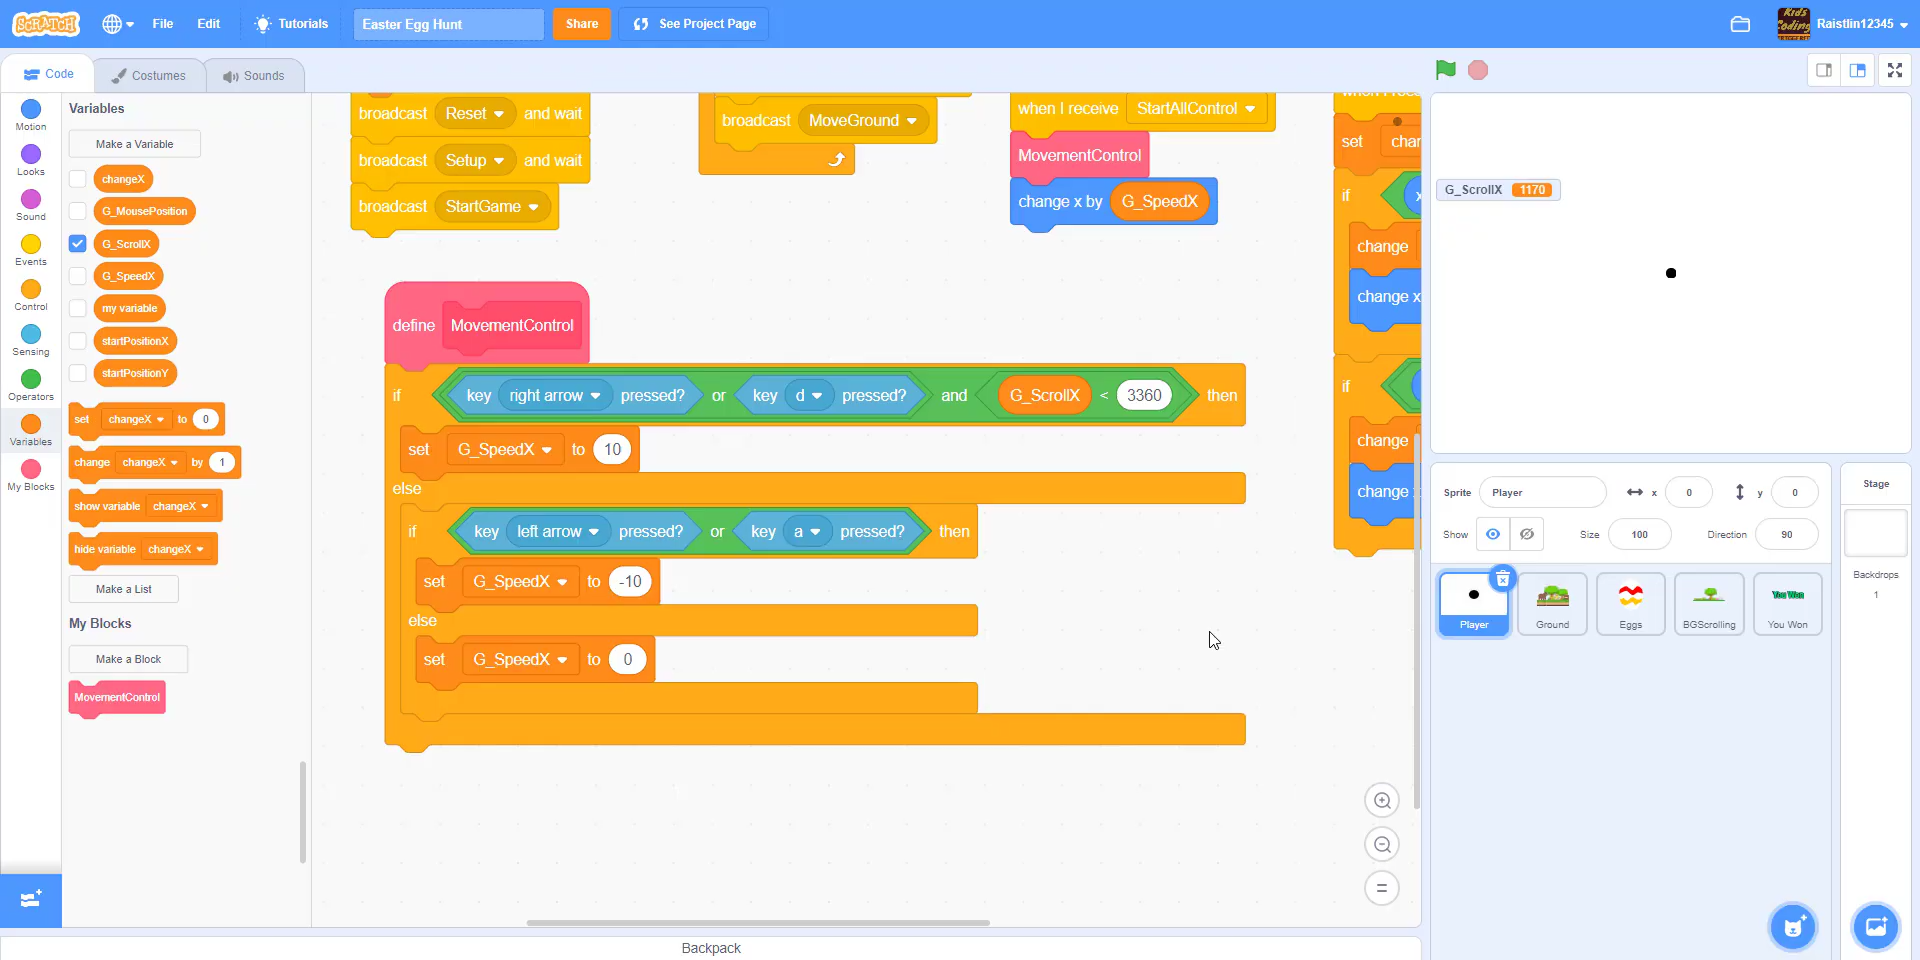 SCRATCH
File
Edit
Tutorials
Easter Egg Hunt
Share
See Project Page
Kids
Coding
Raistlin12345
Code
Costumes
Sounds
Motion
Looks
Sound
Events
Control
Sensing
Operators
Variables
My Blocks
Variables
Make a Variable
changeX
G_MousePosition
G_ScrollX
G_SpeedX
my variable
startPositionX
startPositionY
set changeX to 0
change changeX by 1
show variable changeX
hide variable changeX
Make a List
My Blocks
Make a Block
MovementControl
broadcast Reset and wait
broadcast Setup and wait
broadcast StartGame
broadcast MoveGround
when I receive StartAllControl
MovementControl
change x by G_SpeedX
define MovementControl
if key right arrow pressed? or key d pressed? and G_ScrollX < 3360 then
set G_SpeedX to 10
else
if key left arrow pressed? or key a pressed? then
set G_SpeedX to -10
else
set G_SpeedX to 0
set
if
change
change x
if
change
change
Backpack
G_ScrollX 1170
Sprite Player x 0 y 0
Show Size 100 Direction 90
Player
Ground
Eggs
BGScrolling
You Won
You Won
Stage
Backdrops
1